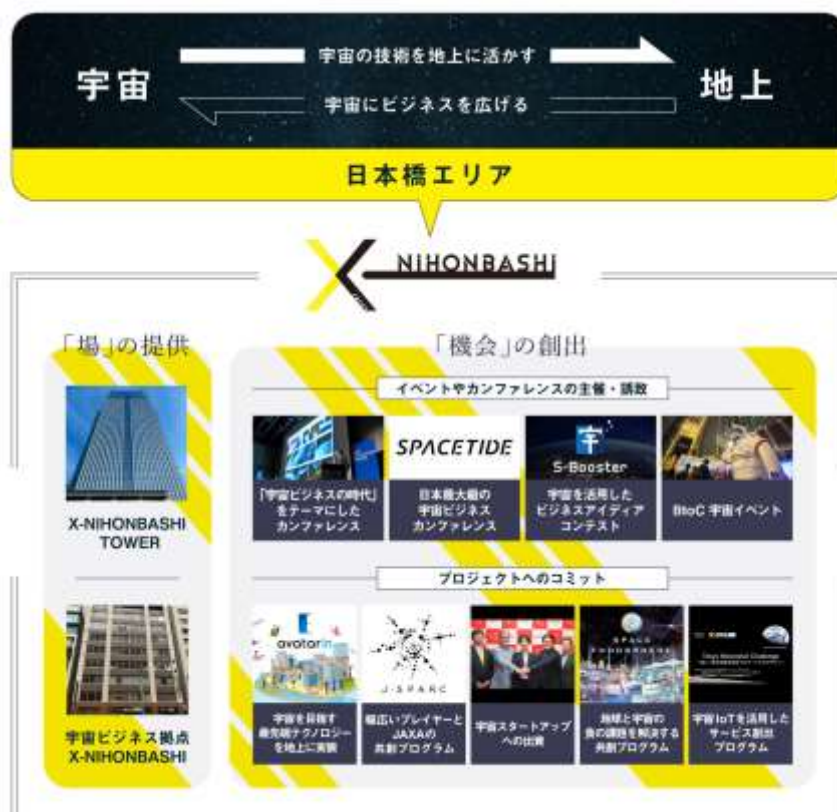 宇宙
宇宙の技術を地上に活かす
宇宙にビジネスを広げる
地上
日本橋エリア
X NIHONBASHI
「場」の提供
X-NIHONBASHI
TOWER
宇宙ビジネス拠点
X-NIHONBASHI
「機会」の創出
イベントやカンファレンスの主催・誘致
「宇宙ビジネスの時代」
をテーマにした
カンファレンス
SPACETIDE
日本最大級の
宇宙ビジネス
カンファレンス
宇
S-Booster
宇宙を活用した
ビジネスアイディア
コンテスト
BtoC 宇宙イベント
プロジェクトへのコミット
avatarin
宇宙を目指す
最先端テクノロジー
を地上に実装
J-SPARC
幅広いプレイヤーと
JAXAの
共創プログラム
宇宙スタートアップ
への出資
SPACE
FOODSPHERE
地球と宇宙の
食の課題を解決する
共創プログラム
宇宙IoTを活用した
サービス創出
プログラム